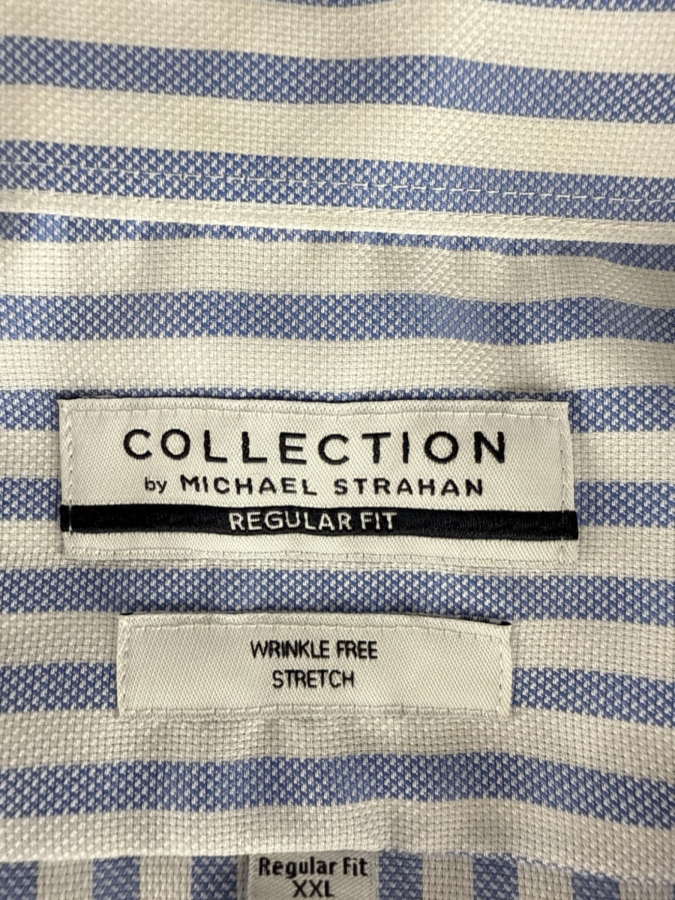 COLLECTION
by MICHAEL STRAHAN
REGULAR FIT
WRINKLE FREE
STRETCH
Regular Fit
XXL